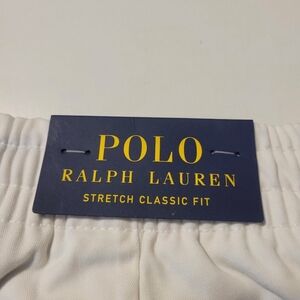 POLO
RALPH LAUREN
STRETCH CLASSIC FIT